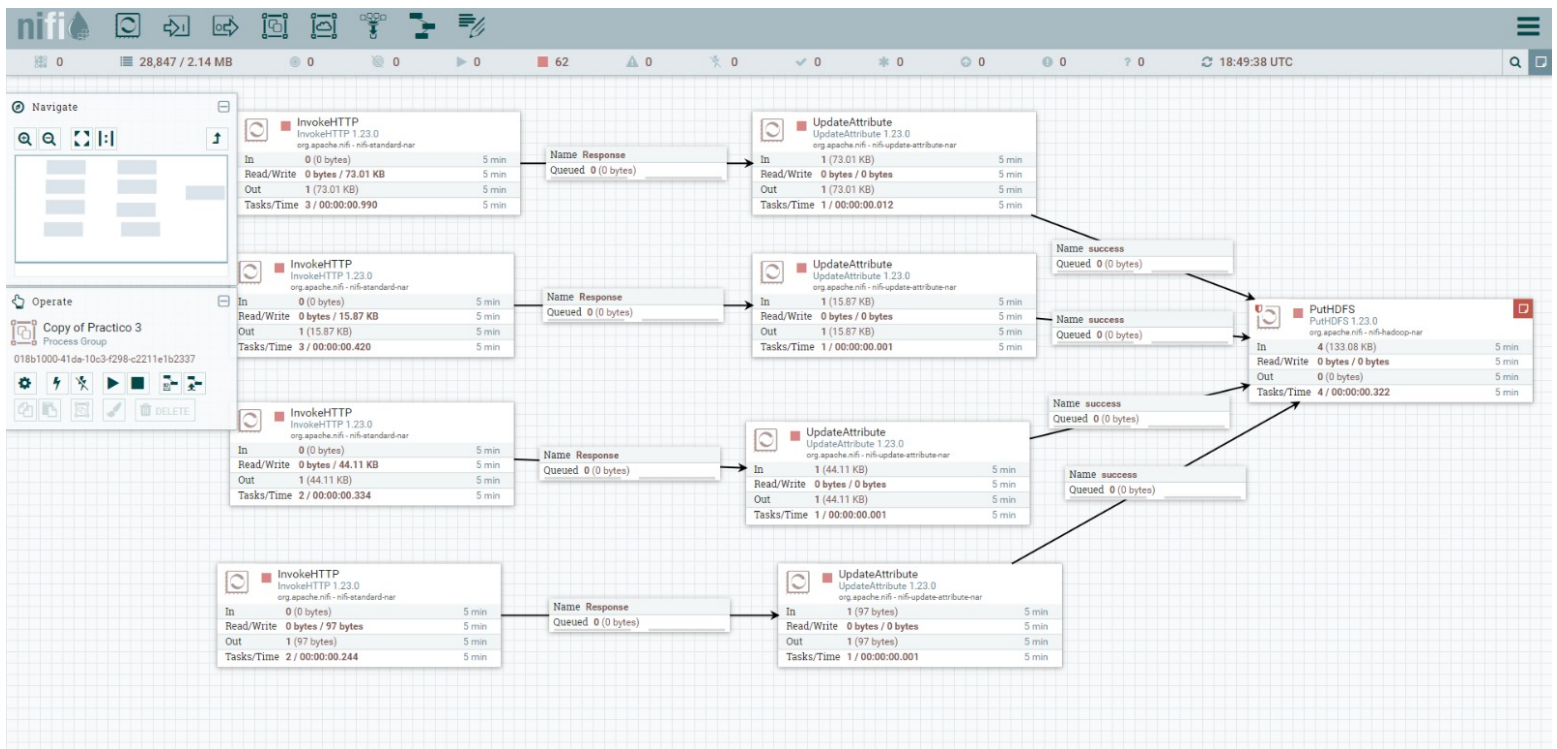 nifi
0 28,847 / 2.14 MB 0 0 0 62 0 0 0 0 0 0 ? 0 18:49:38 UTC
Navigate
Operate
Copy of Practico 3
Process Group
018b1000-41da-10c3-f298-c2211e1b2337
DELETE
InvokeHTTP
InvokeHTTP 1.23.0
org.apache.nifi - nifi-standard-nar
In 0 (0 bytes) 5 min
Read/Write 0 bytes / 73.01 KB 5 min
Out 1 (73.01 KB) 5 min
Tasks/Time 3 / 00:00:00.990 5 min
Name Response
Queued 0 (0 bytes)
UpdateAttribute
UpdateAttribute 1.23.0
org.apache.nifi - nifi-update-attribute-nar
In 1 (73.01 KB) 5 min
Read/Write 0 bytes / 0 bytes 5 min
Out 1 (73.01 KB) 5 min
Tasks/Time 1 / 00:00:00.012 5 min
Name success
Queued 0 (0 bytes)
InvokeHTTP
InvokeHTTP 1.23.0
org.apache.nifi - nifi-standard-nar
In 0 (0 bytes) 5 min
Read/Write 0 bytes / 15.87 KB 5 min
Out 1 (15.87 KB) 5 min
Tasks/Time 3 / 00:00:00.420 5 min
Name Response
Queued 0 (0 bytes)
UpdateAttribute
UpdateAttribute 1.23.0
org.apache.nifi - nifi-update-attribute-nar
In 1 (15.87 KB) 5 min
Read/Write 0 bytes / 0 bytes 5 min
Out 1 (15.87 KB) 5 min
Tasks/Time 1 / 00:00:00.001 5 min
Name success
Queued 0 (0 bytes)
PutHDFS
PutHDFS 1.23.0
org.apache.nifi - nifi-hadoop-nar
In 4 (133.08 KB) 5 min
Read/Write 0 bytes / 0 bytes 5 min
Out 0 (0 bytes) 5 min
Tasks/Time 4 / 00:00:00.322 5 min
InvokeHTTP
InvokeHTTP 1.23.0
org.apache.nifi - nifi-standard-nar
In 0 (0 bytes) 5 min
Read/Write 0 bytes / 44.11 KB 5 min
Out 1 (44.11 KB) 5 min
Tasks/Time 2 / 00:00:00.334 5 min
Name Response
Queued 0 (0 bytes)
UpdateAttribute
UpdateAttribute 1.23.0
org.apache.nifi - nifi-update-attribute-nar
In 1 (44.11 KB) 5 min
Read/Write 0 bytes / 0 bytes 5 min
Out 1 (44.11 KB) 5 min
Tasks/Time 1 / 00:00:00.001 5 min
Name success
Queued 0 (0 bytes)
InvokeHTTP
InvokeHTTP 1.23.0
org.apache.nifi - nifi-standard-nar
In 0 (0 bytes) 5 min
Read/Write 0 bytes / 97 bytes 5 min
Out 1 (97 bytes) 5 min
Tasks/Time 2 / 00:00:00.244 5 min
Name Response
Queued 0 (0 bytes)
UpdateAttribute
UpdateAttribute 1.23.0
org.apache.nifi - nifi-update-attribute-nar
In 1 (97 bytes) 5 min
Read/Write 0 bytes / 0 bytes 5 min
Out 1 (97 bytes) 5 min
Tasks/Time 1 / 00:00:00.001 5 min
Name success
Queued 0 (0 bytes)